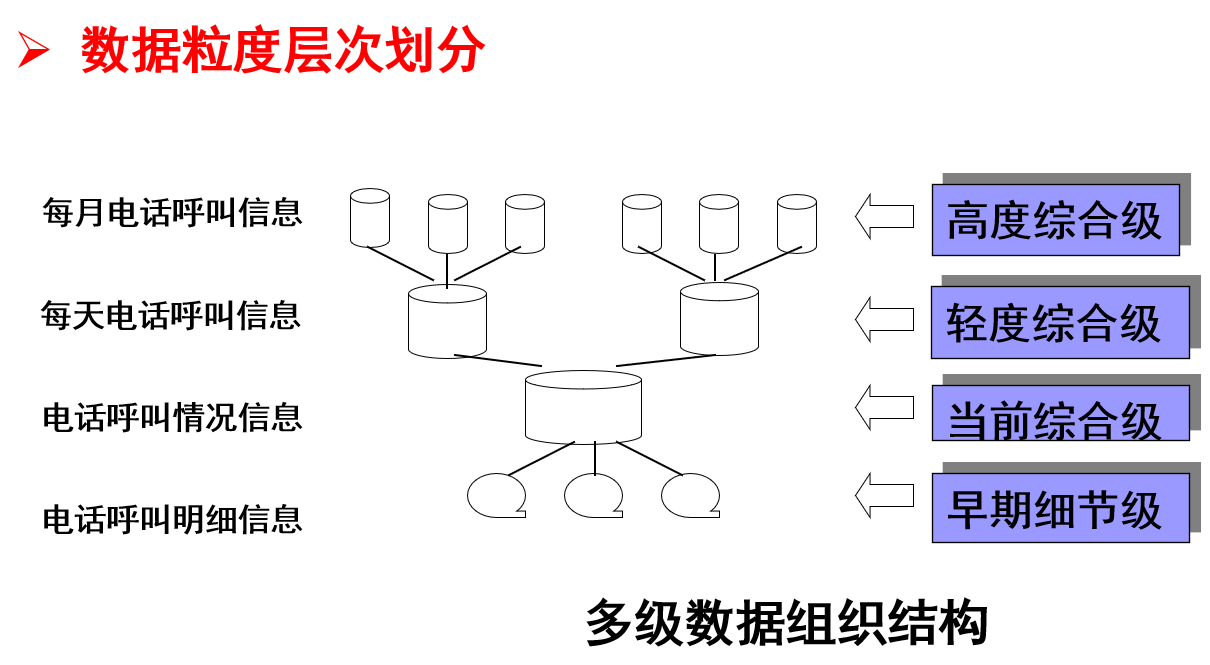 数据粒度层次划分
每月电话呼叫信息
高度综合级
每天电话呼叫信息
轻度综合级
电话呼叫情况信息
当前综合级
电话呼叫明细信息
早期细节级
多级数据组织结构